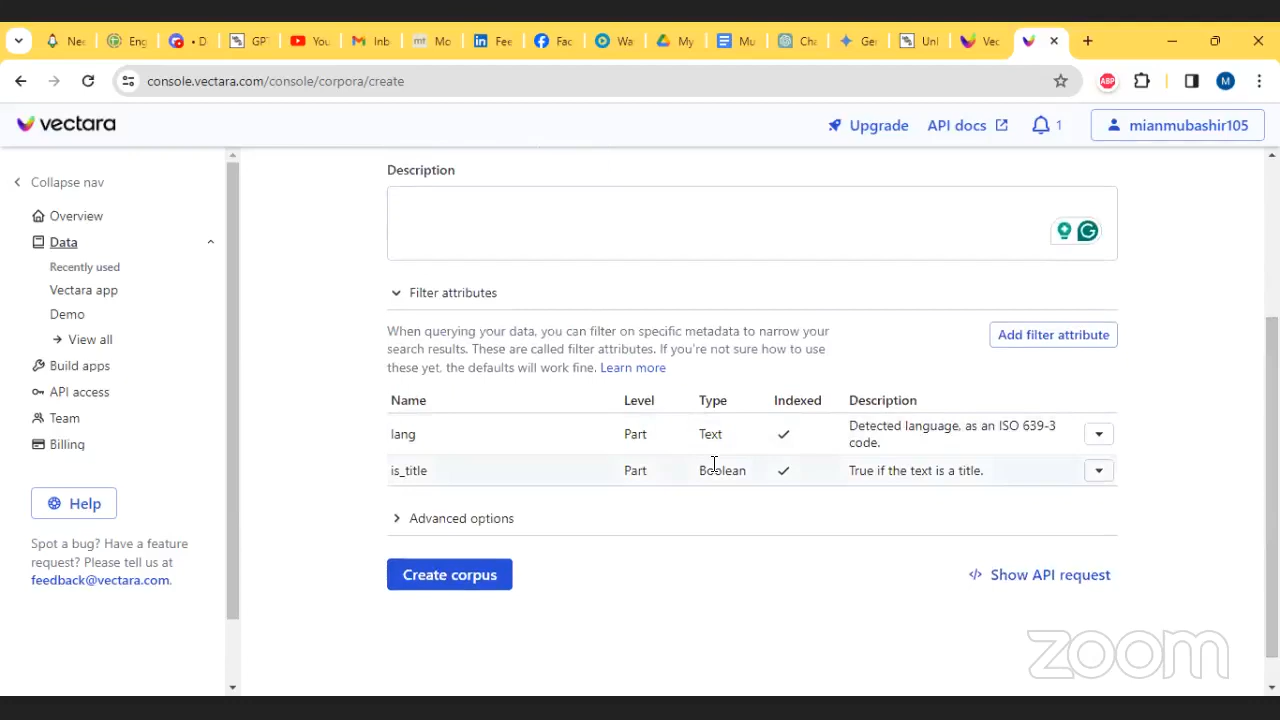 Nee
Eng
• D
GP
You
Inb
mt Mo
in Fee
Fac
Wa
My
Mu
Cha
Ge
Unl
Vec
console.vectara.com/console/corpora/create
ABP
M
vectara
Upgrade
API docs
1
mianmubashir105
Collapse nav
Overview
Data
Recently used
Vectara app
Demo
View all
Build apps
API access
Team
Billing
Help
Spot a bug? Have a feature
request? Please tell us at
feedback@vectara.com.
Description
Filter attributes
When querying your data, you can filter on specific metadata to narrow your
search results. These are called filter attributes. If you're not sure how to use
these yet, the defaults will work fine. Learn more
Add filter attribute
Name Level Type Indexed Description
lang Part Text Detected language, as an ISO 639-3
code.
is_title Part Boolean True if the text is a title.
Advanced options
Create corpus
</> Show API request
zoom